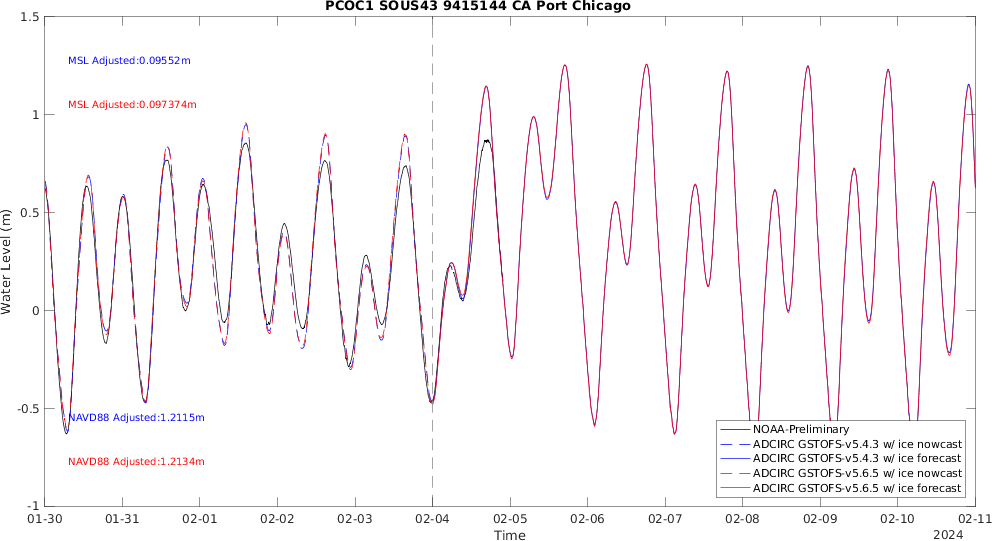 PCOC1 SOUS43 9415144 CA Port Chicago
1.5
MSL Adjusted:0.09552m
MSL Adjusted:0.097374m
1
0.5
Water Level (m)
0
-0.5
NAVD88 Adjusted:1.2115m
NAVD88 Adjusted:1.2134m
NOAA-Preliminary
ADCIRC GSTOFS-v5.4.3 w/ ice nowcast
ADCIRC GSTOFS-v5.4.3 w/ ice forecast
ADCIRC GSTOFS-v5.6.5 w/ ice nowcast
ADCIRC GSTOFS-v5.6.5 w/ ice forecast
-1
01-30 01-31 02-01 02-02 02-03 02-04 02-05 02-06 02-07 02-08 02-09 02-10 02-11
Time
2024